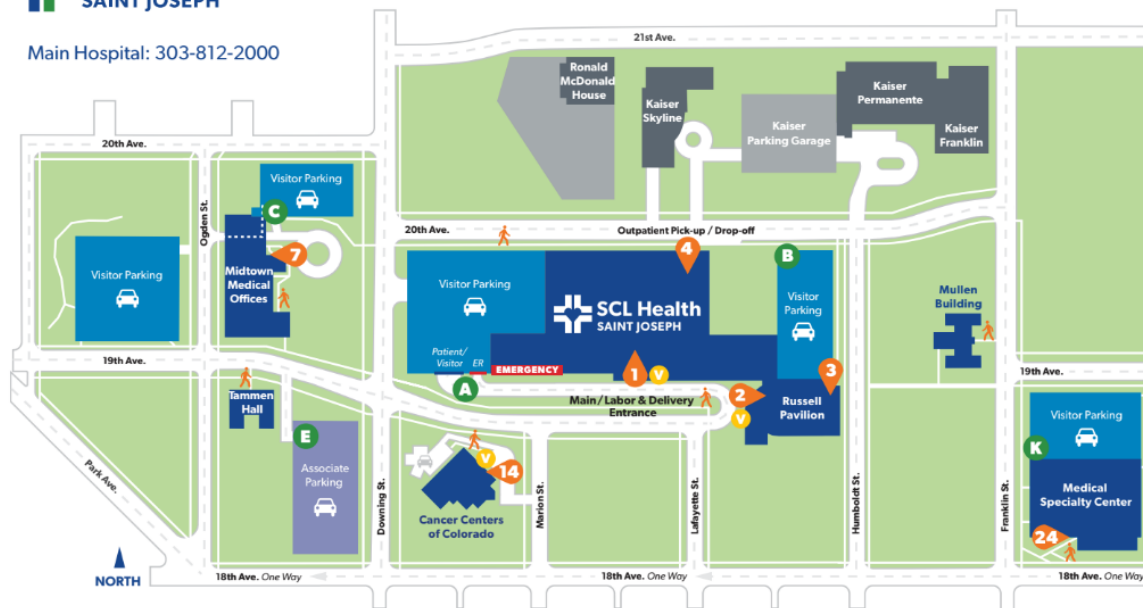 SAINT JOSEPH
Main Hospital: 303-812-2000
21st Ave.
Ronald
McDonald
House
Kaiser
Skyline
Kaiser
Permanente
Kaiser
Parking Garage
Kaiser
Franklin
20th Ave.
Visitor Parking
C
Ogden St.
7
Midtown
Medical
Offices
Visitor Parking
20th Ave.
Outpatient Pick-up / Drop-off
4
B
Visitor Parking
SCL Health
SAINT JOSEPH
Visitor
Parking
Mullen
Building
Patient/
Visitor
ER
EMERGENCY
A
1
V
3
19th Ave.
19th Ave.
Main / Labor & Delivery
Entrance
2
V
Russell
Pavilion
Tammen
Hall
E
Associate
Parking
Park Ave.
Downing St.
V
14
Cancer Centers
of Colorado
Marion St.
Lafayette St.
Humboldt St.
Franklin St.
Visitor Parking
K
Medical
Specialty Center
24
NORTH
18th Ave. One Way
18th Ave. One Way
18th Ave. One Way